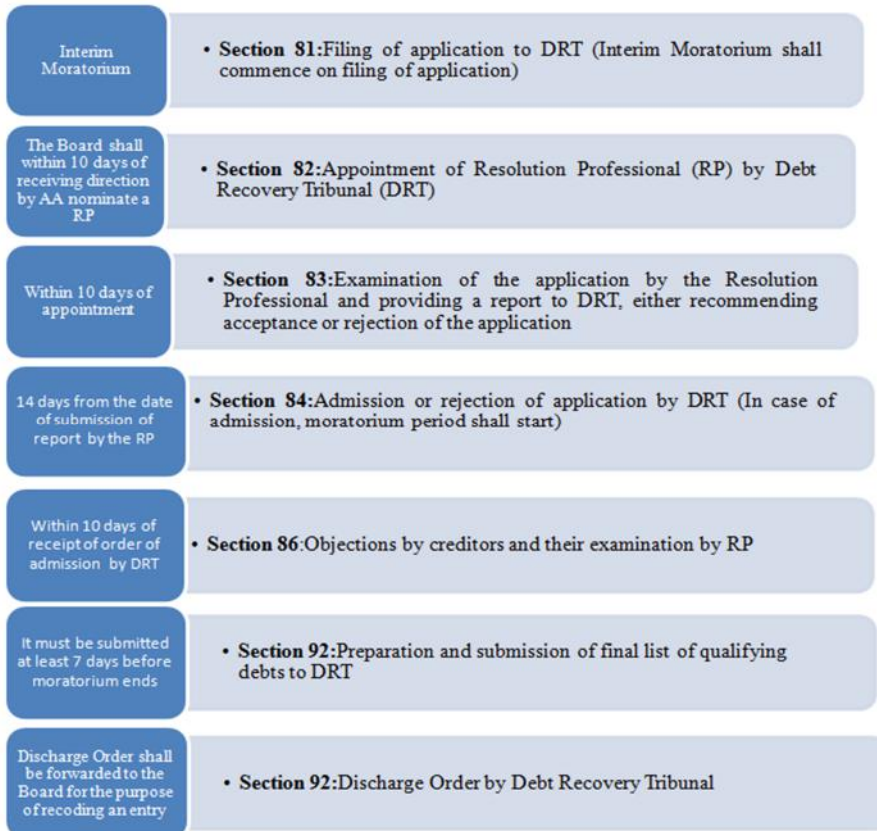 Interim
Moratorium
• Section 81:Filing of application to DRT (Interim Moratorium shall
commence on filing of application)
The Board shall
within 10 days of
receiving direction
by AA nominate a
RP
• Section 82:Appointment of Resolution Professional (RP) by Debt
Recovery Tribunal (DRT)
Within 10 days of
appointment
• Section 83:Examination of the application by the Resolution
Professional and providing a report to DRT, either recommending
acceptance or rejection of the application
14 days from the date
of submission of
report by the RP
• Section 84:Admission or rejection of application by DRT (In case of
admission, moratorium period shall start)
Within 10 days of
receipt of order of
admission by DRT
• Section 86:Objections by creditors and their examination by RP
It must be submitted
at least 7 days before
moratorium ends
• Section 92:Preparation and submission of final list of qualifying
debts to DRT
Discharge Order shall
be forwarded to the
Board for the purpose
of recoding an entry
• Section 92:Discharge Order by Debt Recovery Tribunal